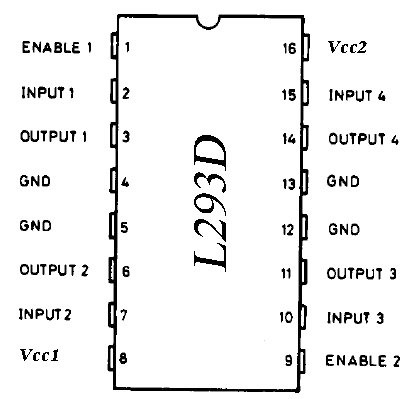 ENABLE 1 1 16 Vcc2
INPUT 1 2 15 INPUT 4
OUTPUT 1 3 14 OUTPUT 4
GND 4 13 GND
GND 5 12 GND
OUTPUT 2 6 11 OUTPUT 3
INPUT 2 7 10 INPUT 3
Vcc1 8 9 ENABLE 2
L293D